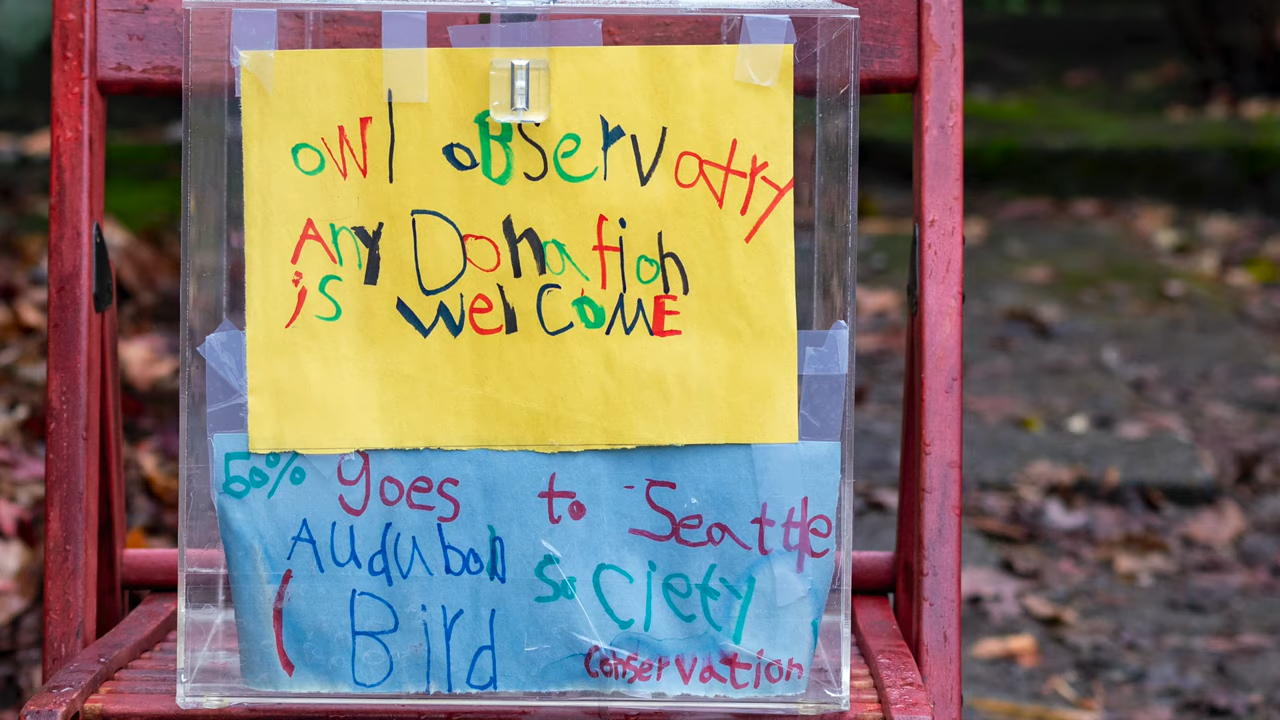 owl oBServatry
Any Donation
is welCOME
50% goes to Seattle
Audubon Society
( Bird Conservation